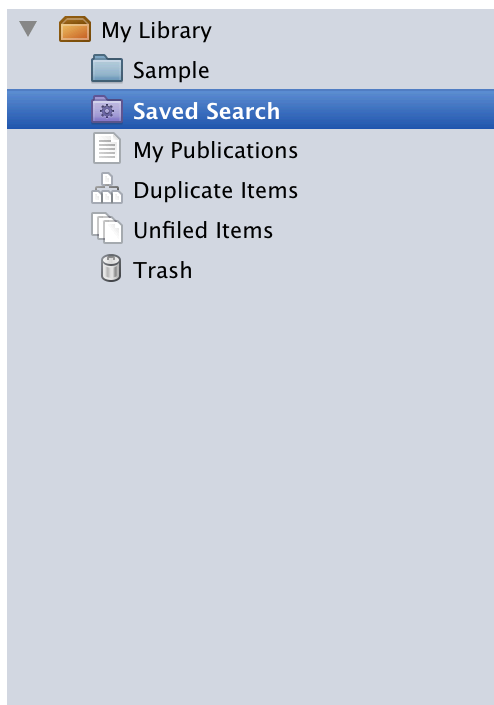 My Library
Sample
Saved Search
My Publications
Duplicate Items
Unfiled Items
Trash